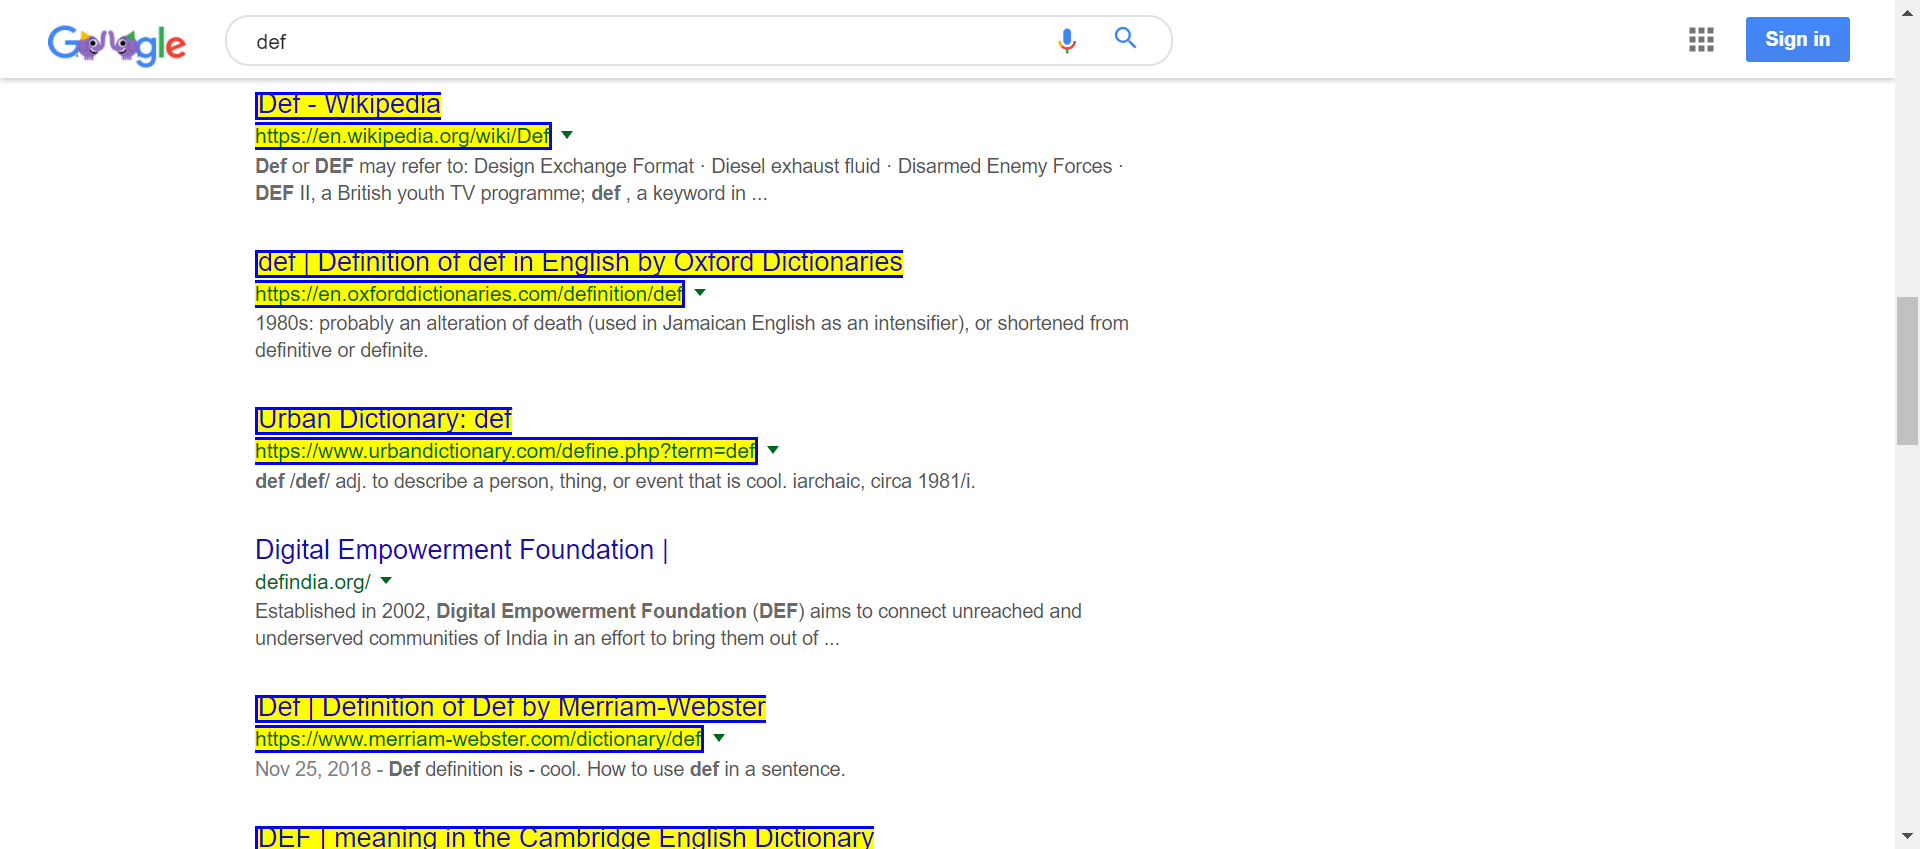 Google
def
Sign in
Def - Wikipedia
https://en.wikipedia.org/wiki/Def
Def or DEF may refer to: Design Exchange Format · Diesel exhaust fluid · Disarmed Enemy Forces ·
DEF II, a British youth TV programme; def , a keyword in ...
def | Definition of def in English by Oxford Dictionaries
https://en.oxforddictionaries.com/definition/def
1980s: probably an alteration of death (used in Jamaican English as an intensifier), or shortened from
definitive or definite.
Urban Dictionary: def
https://www.urbandictionary.com/define.php?term=def
def /def/ adj. to describe a person, thing, or event that is cool. iarchaic, circa 1981/i.
Digital Empowerment Foundation |
defindia.org/
Established in 2002, Digital Empowerment Foundation (DEF) aims to connect unreached and
underserved communities of India in an effort to bring them out of ...
Def | Definition of Def by Merriam-Webster
https://www.merriam-webster.com/dictionary/def
Nov 25, 2018 - Def definition is - cool. How to use def in a sentence.
DEF | meaning in the Cambridge English Dictionary